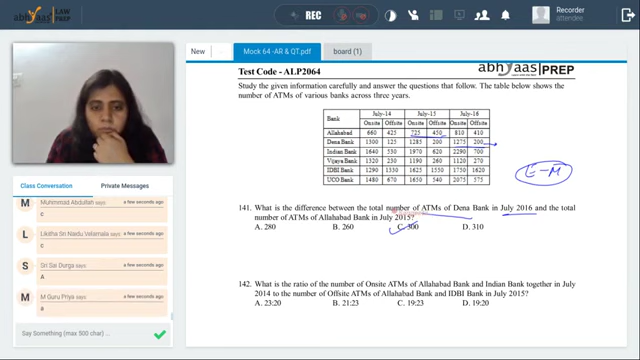 abhyaas LAW PREP
REC
Recorder
attendee
New
Mock 64 -AR & QT.pdf
board (1)
Test Code -ALP2064
abhyaas PREP
Study the given information carefully and answer the questions that follow. The table below shows the
number of ATMs of various banks across three years.
Bank July-14 July-15 July-16
Onsite Offsite Onsite Offsite Onsite Offsite
Allahabad 660 425 725 450 810 410
Dena Bank 1300 125 1285 200 1275 200
Indian Bank 1640 530 1970 620 2290 700
Vijaya Bank 1520 230 1190 260 1120 270
IDBI Bank 1280 1330 1625 1550 1750 1620
UCO Bank 1480 670 1650 540 2075 575
E-M
141. What is the difference between the total number of ATMs of Dena Bank in July 2016 and the total
number of ATMs of Allahabad Bank in July 2015?
A. 280 B. 260 C. 300 D. 310
142. What is the ratio of the number of Onsite ATMs of Allahabad Bank and Indian Bank together in July
2014 to the number of Offsite ATMs of Allahabad Bank and IDBI Bank in July 2015?
A. 23:20 B. 21:23 C. 19:23 D. 19:20
Class Conversation
Private Messages
M Muhmmad Abdullah says a few seconds ago
c
L Likitha Sri Naidu Valamala says a few seconds ago
c
S Sri Sai Durga says a few seconds ago
A
M M Guru Priya says a few seconds ago
A
Say Something (max 500 char)